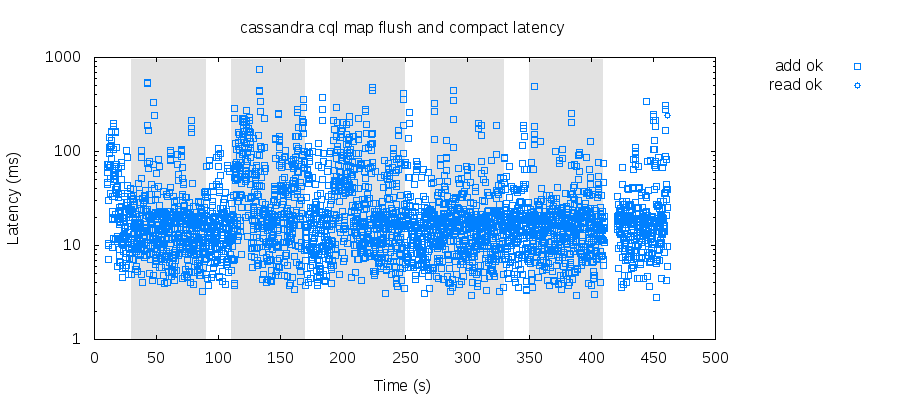 cassandra cql map flush and compact latency
add ok
read ok
1000
100
10
1
Latency (ms)
0 50 100 150 200 250 300 350 400 450 500
Time (s)